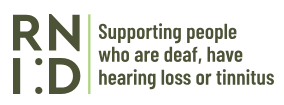 RN
I:D
Supporting people
who are deaf, have
hearing loss or tinnitus